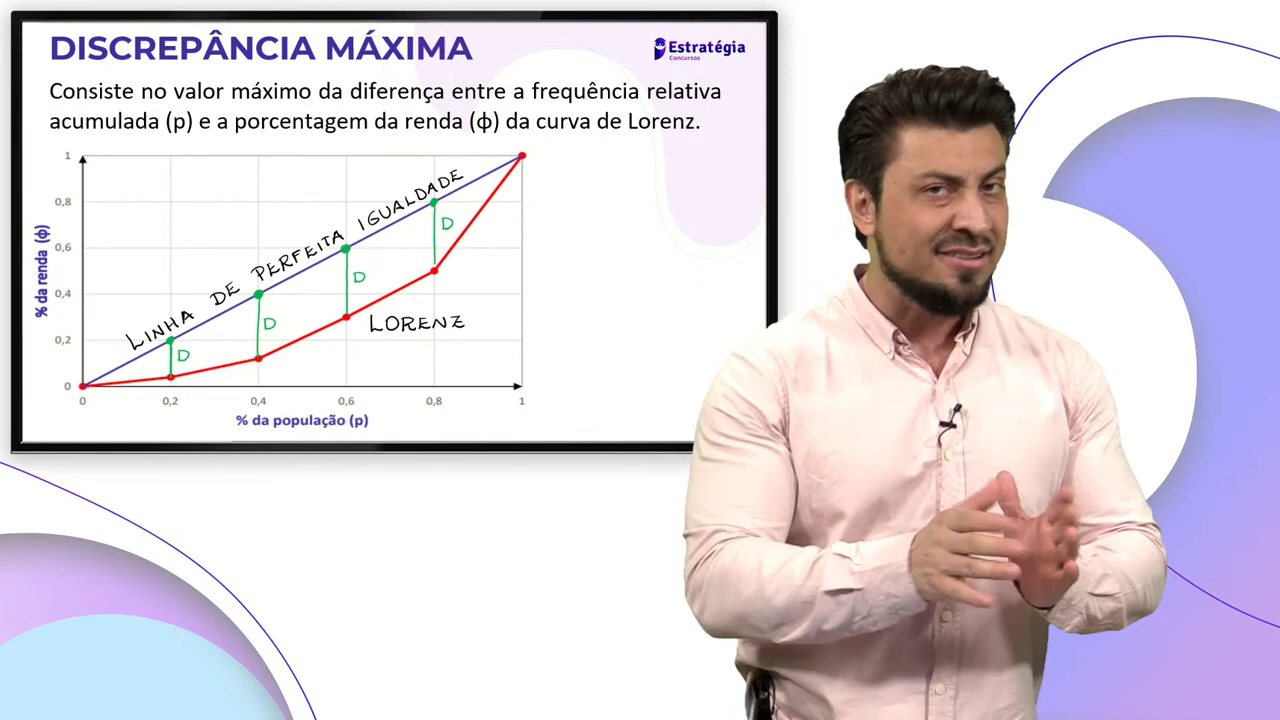 DISCREPÂNCIA MÁXIMA
Estratégia
Concursos
Consiste no valor máximo da diferença entre a frequência relativa
acumulada (p) e a porcentagem da renda (ϕ) da curva de Lorenz.
% da renda (ϕ)
1
0,8
0,6
0,4
0,2
0
LINHA DE PERFEITA IGUALDADE
D
D
D
D
LORENZ
0
0,2
0,4
0,6
0,8
1
% da população (p)